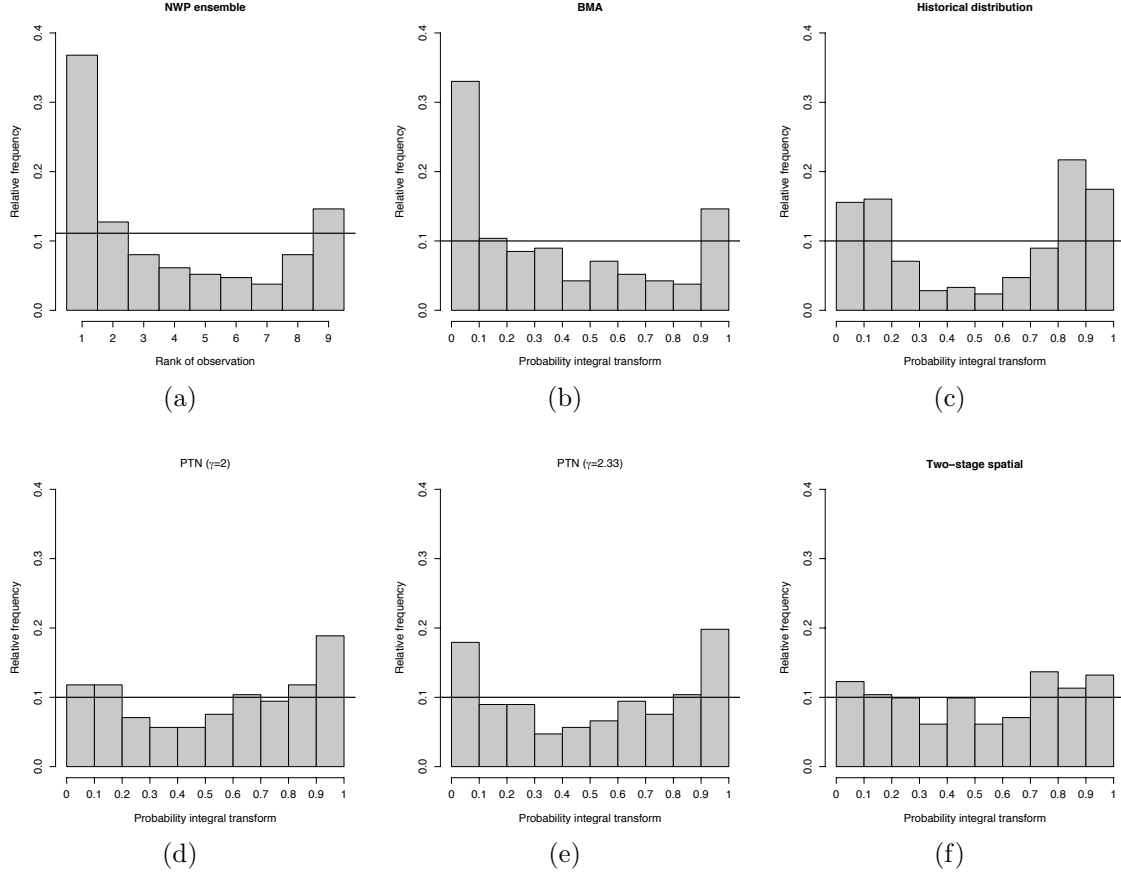 NWP ensemble
Relative frequency
0.0 0.1 0.2 0.3 0.4
1 2 3 4 5 6 7 8 9
Rank of observation
(a)
BMA
Relative frequency
0.0 0.1 0.2 0.3 0.4
0 0.1 0.2 0.3 0.4 0.5 0.6 0.7 0.8 0.9 1
Probability integral transform
(b)
Historical distribution
Relative frequency
0.0 0.1 0.2 0.3 0.4
0 0.1 0.2 0.3 0.4 0.5 0.6 0.7 0.8 0.9 1
Probability integral transform
(c)
PTN (γ=2)
Relative frequency
0.0 0.1 0.2 0.3 0.4
0 0.1 0.2 0.3 0.4 0.5 0.6 0.7 0.8 0.9 1
Probability integral transform
(d)
PTN (γ=2.33)
Relative frequency
0.0 0.1 0.2 0.3 0.4
0 0.1 0.2 0.3 0.4 0.5 0.6 0.7 0.8 0.9 1
Probability integral transform
(e)
Two−stage spatial
Relative frequency
0.0 0.1 0.2 0.3 0.4
0 0.1 0.2 0.3 0.4 0.5 0.6 0.7 0.8 0.9 1
Probability integral transform
(f)